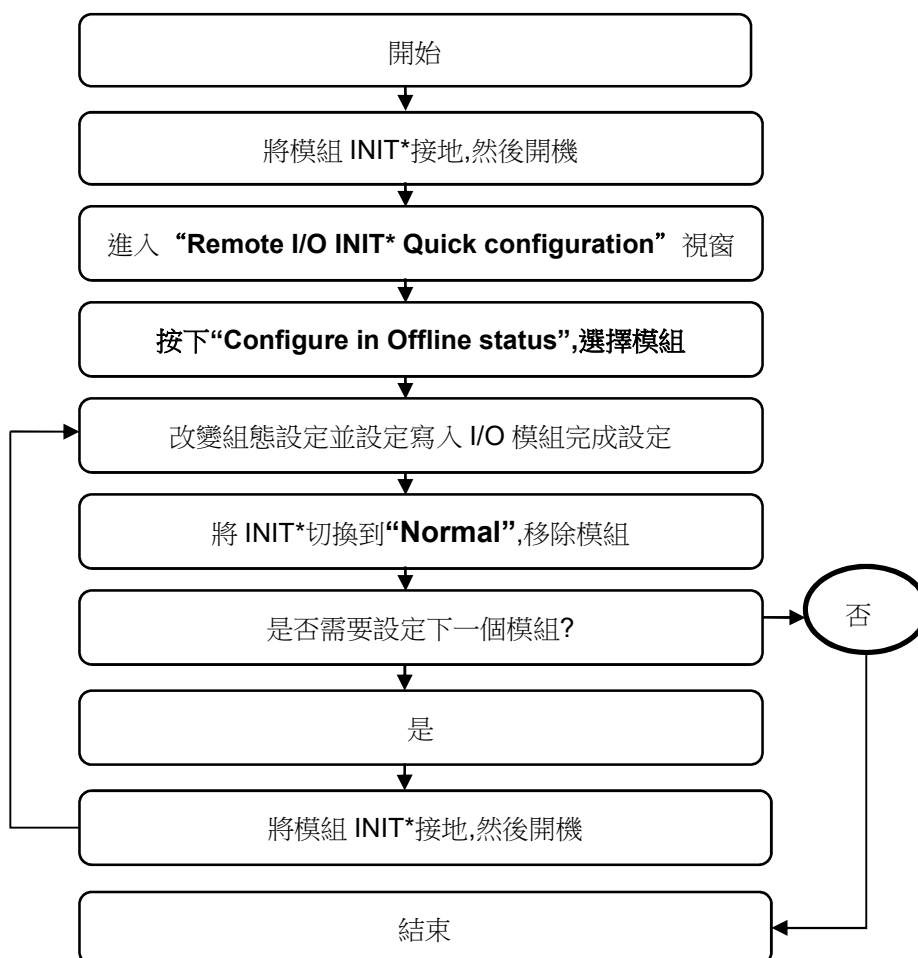 開始
將模組 INIT*接地,然後開機
進入“Remote I/O INIT* Quick configuration”視窗
按下“Configure in Offline status”,選擇模組
改變組態設定並設定寫入 I/O 模組完成設定
將 INIT*切換到“Normal”,移除模組
是否需要設定下一個模組?
否
是
將模組 INIT*接地,然後開機
結束